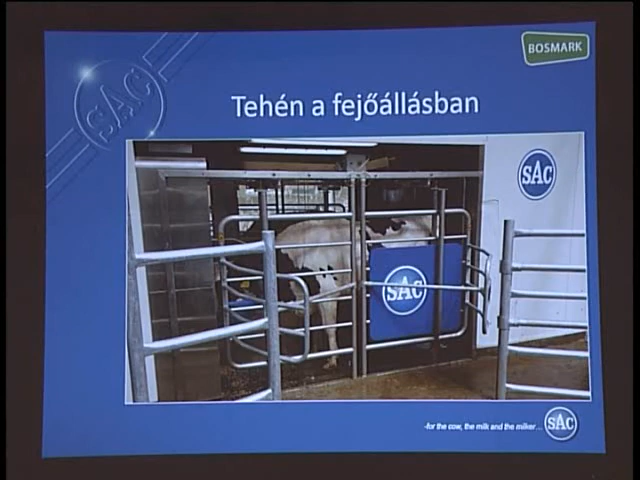 SAC
BOSMARK
Tehén a fejőállásban
SAC
SAC
-for the cow, the milk and the milker...
SAC